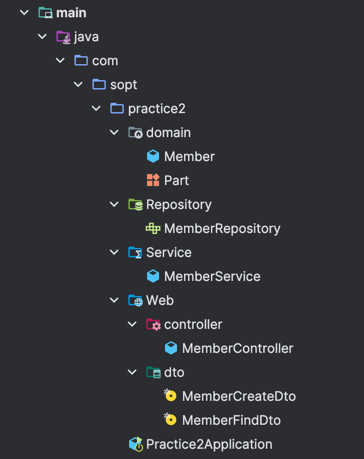 main
java
com
sopt
practice2
domain
Member
Part
Repository
MemberRepository
Service
MemberService
Web
controller
MemberController
dto
MemberCreateDto
MemberFindDto
Practice2Application